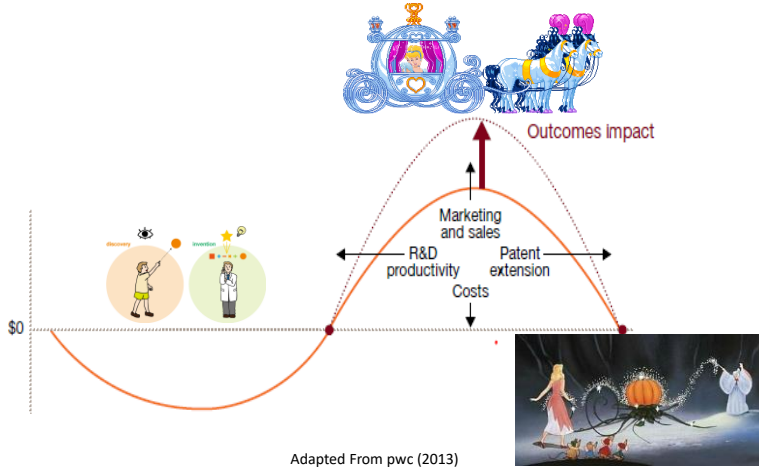 Outcomes impact
discovery
invention
Marketing
and sales
R&D
productivity
Patent
extension
Costs
$0
Adapted From pwc (2013)